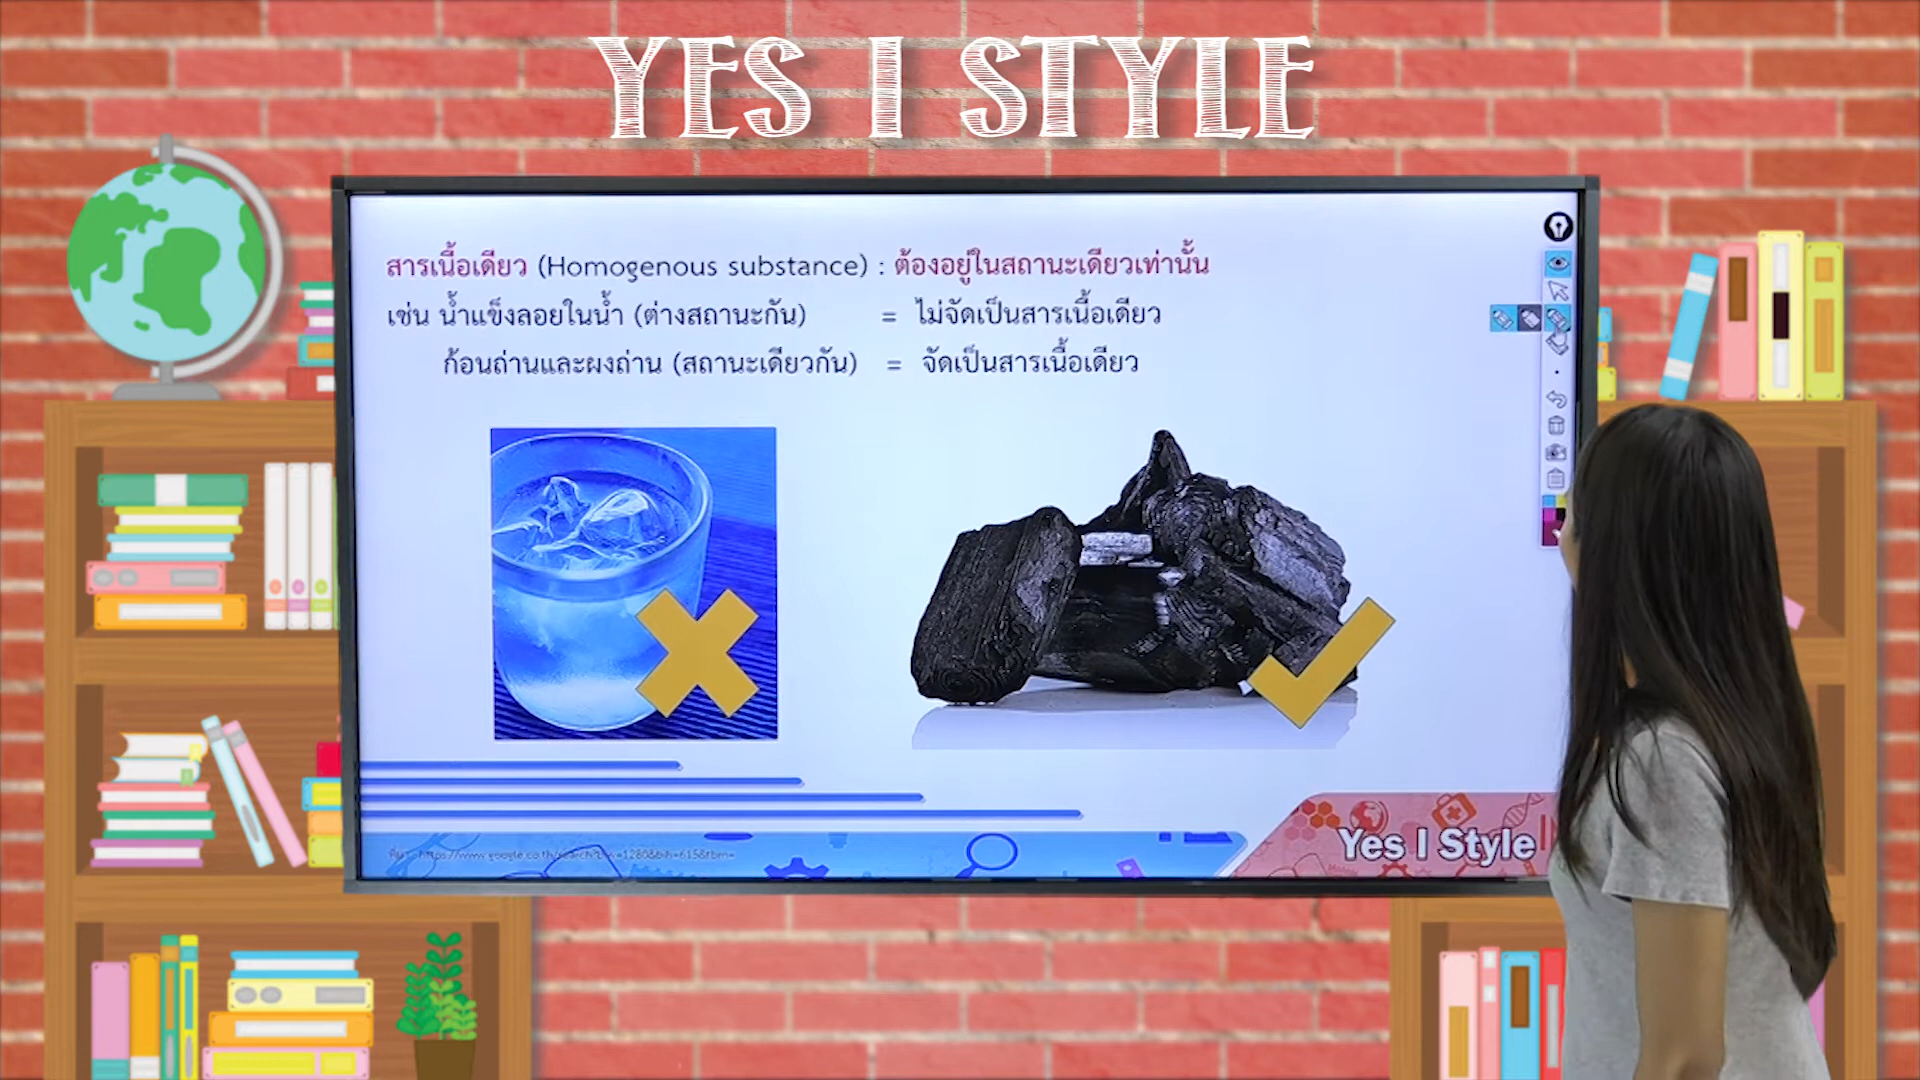 YES I STYLE
สารเนื้อเดียว (Homogenous substance) : ต้องอยู่ในสถานะเดียวเท่านั้น
เช่น น้ำแข็งลอยในน้ำ (ต่างสถานะกัน) = ไม่จัดเป็นสารเนื้อเดียว
ก้อนถ่านและผงถ่าน (สถานะเดียวกัน) = จัดเป็นสารเนื้อเดียว
Yes I Style